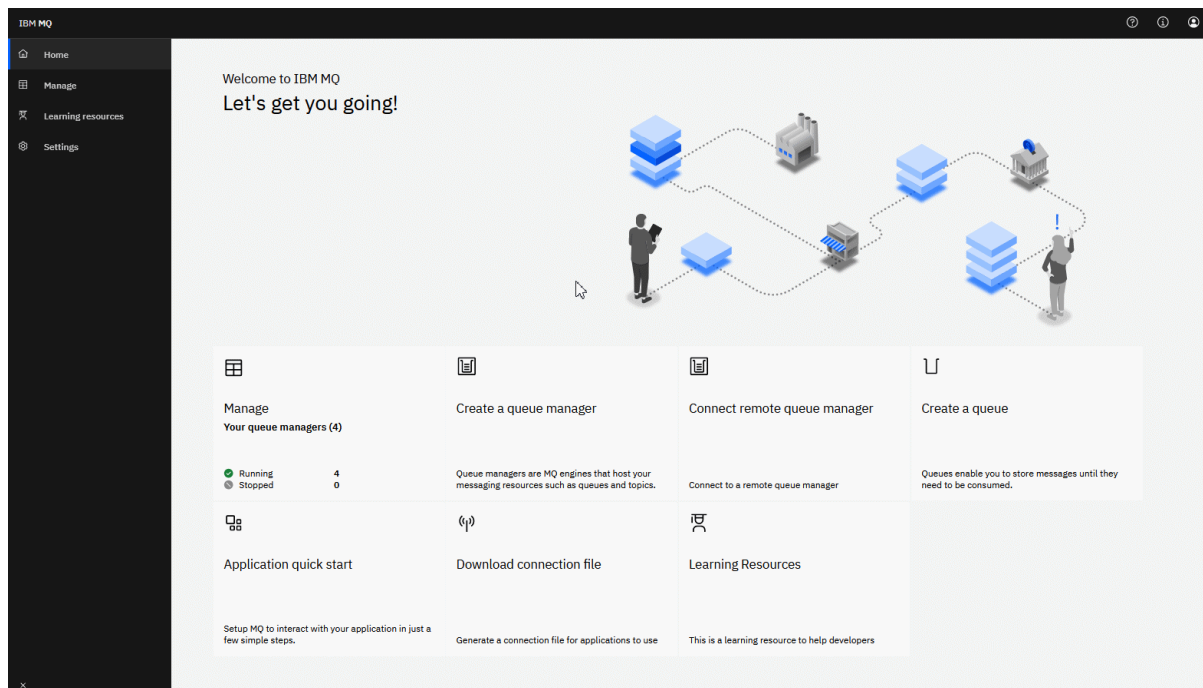 IBM MQ
Home
Manage
Learning resources
Settings
Welcome to IBM MQ
Let's get you going!
Manage
Your queue managers (4)
Running 4
Stopped 0
Create a queue manager
Queue managers are MQ engines that host your
messaging resources such as queues and topics.
Connect remote queue manager
Connect to a remote queue manager
Create a queue
Queues enable you to store messages until they
need to be consumed.
Application quick start
Setup MQ to interact with your application in just a
few simple steps.
Download connection file
Generate a connection file for applications to use
Learning Resources
This is a learning resource to help developers